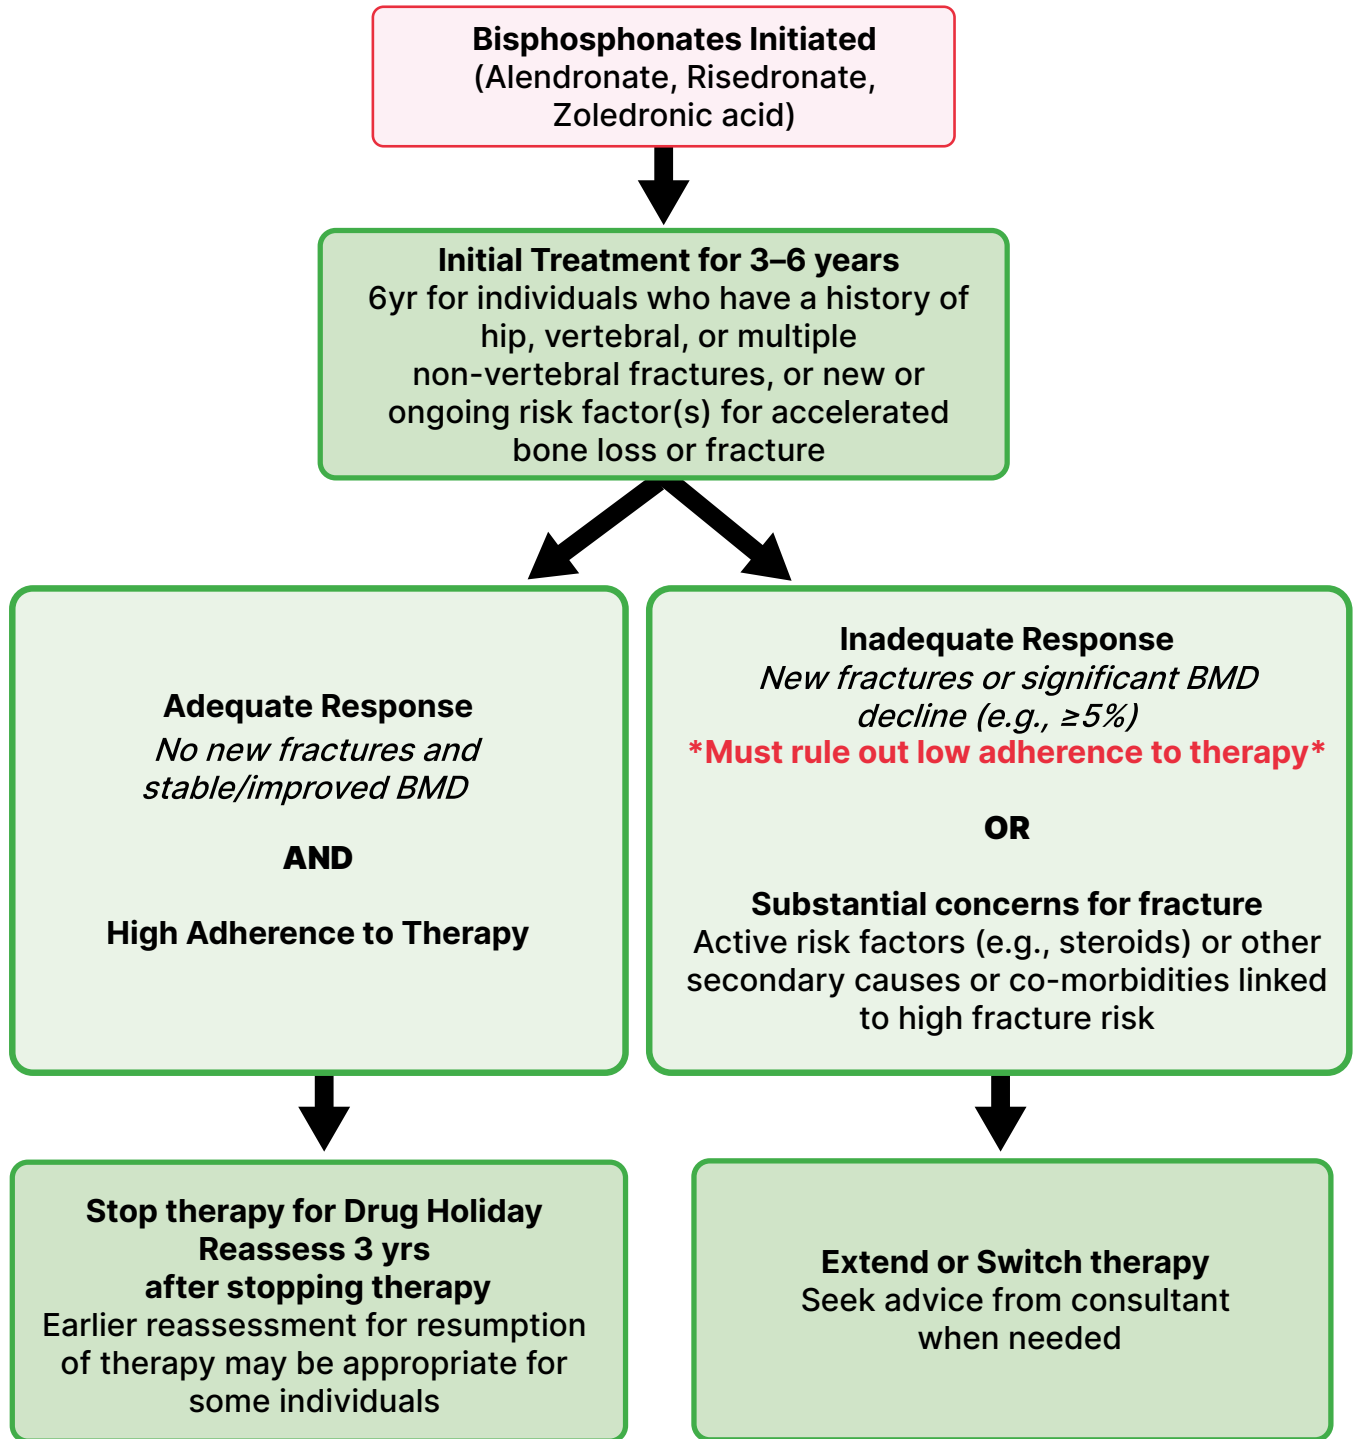 Bisphosphonates Initiated
(Alendronate, Risedronate,
Zoledronic acid)
Initial Treatment for 3–6 years
6yr for individuals who have a history of
hip, vertebral, or multiple
non-vertebral fractures, or new or
ongoing risk factor(s) for accelerated
bone loss or fracture
Adequate Response
No new fractures and
stable/improved BMD
AND
High Adherence to Therapy
Inadequate Response
New fractures or significant BMD
decline (e.g., ≥5%)
*Must rule out low adherence to therapy*
OR
Substantial concerns for fracture
Active risk factors (e.g., steroids) or other
secondary causes or co-morbidities linked
to high fracture risk
Stop therapy for Drug Holiday
Reassess 3 yrs
after stopping therapy
Earlier reassessment for resumption
of therapy may be appropriate for
some individuals
Extend or Switch therapy
Seek advice from consultant
when needed